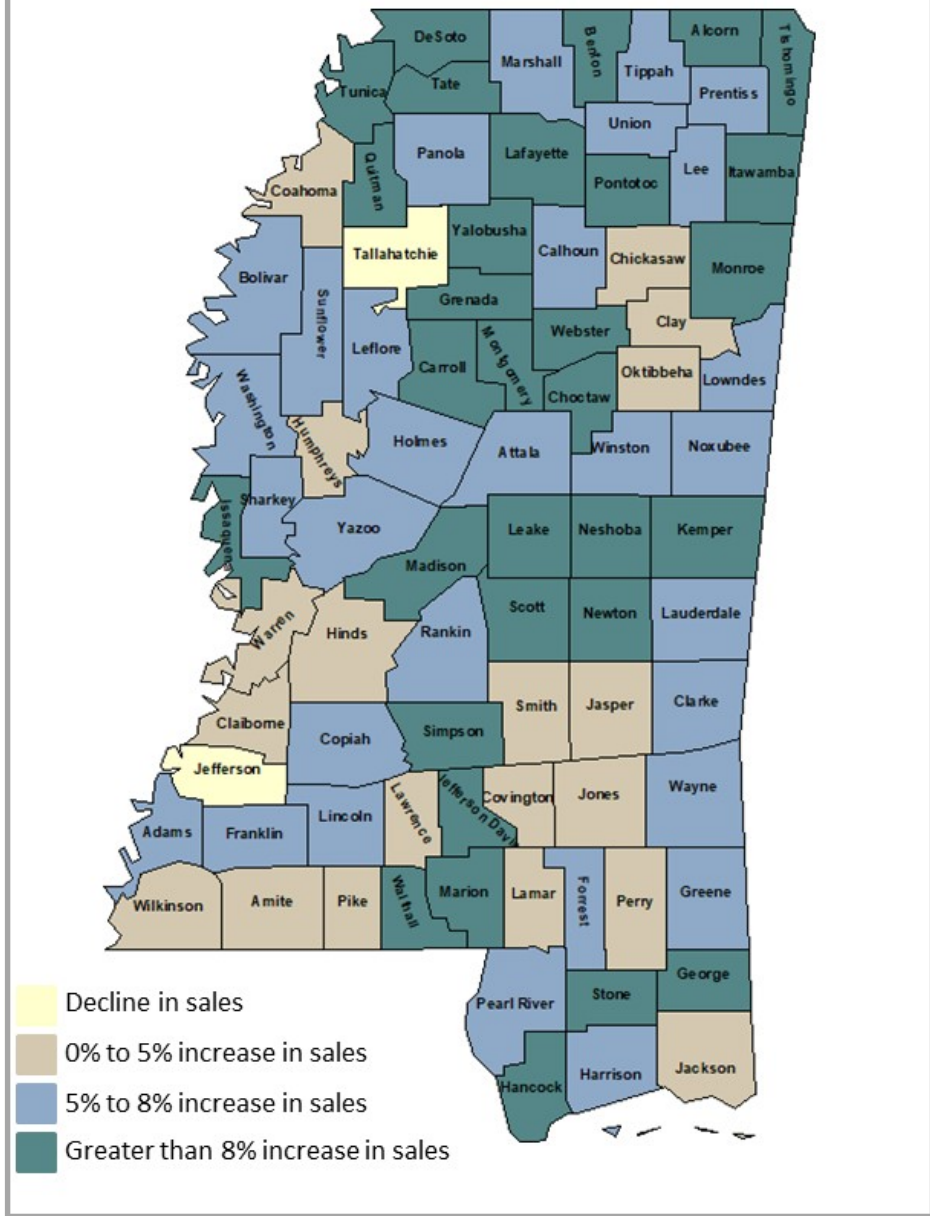 DeSoto
Marshall
Benton
Tippah
Alcorn
Tishomingo
Tunica
Tate
Prentiss
Union
Panola
Lafayette
Pontotoc
Lee
Itawamba
Coahoma
Quitman
Tallahatchie
Yalobusha
Calhoun
Chickasaw
Monroe
Bolivar
Sunflower
Leflore
Grenada
Webster
Clay
Carroll
Montgomery
Choctaw
Oktibbeha
Lowndes
Washington
Humphreys
Holmes
Attala
Winston
Noxubee
Issaquena
Sharkey
Yazoo
Madison
Leake
Neshoba
Kemper
Warren
Hinds
Rankin
Scott
Newton
Lauderdale
Claiborne
Copiah
Simpson
Smith
Jasper
Clarke
Jefferson
Adams
Franklin
Lincoln
Lawrence
Jefferson Davis
Covington
Jones
Wayne
Wilkinson
Amite
Pike
Walthall
Marion
Lamar
Forrest
Perry
Greene
Pearl River
Stone
George
Hancock
Harrison
Jackson
Decline in sales
0% to 5% increase in sales
5% to 8% increase in sales
Greater than 8% increase in sales